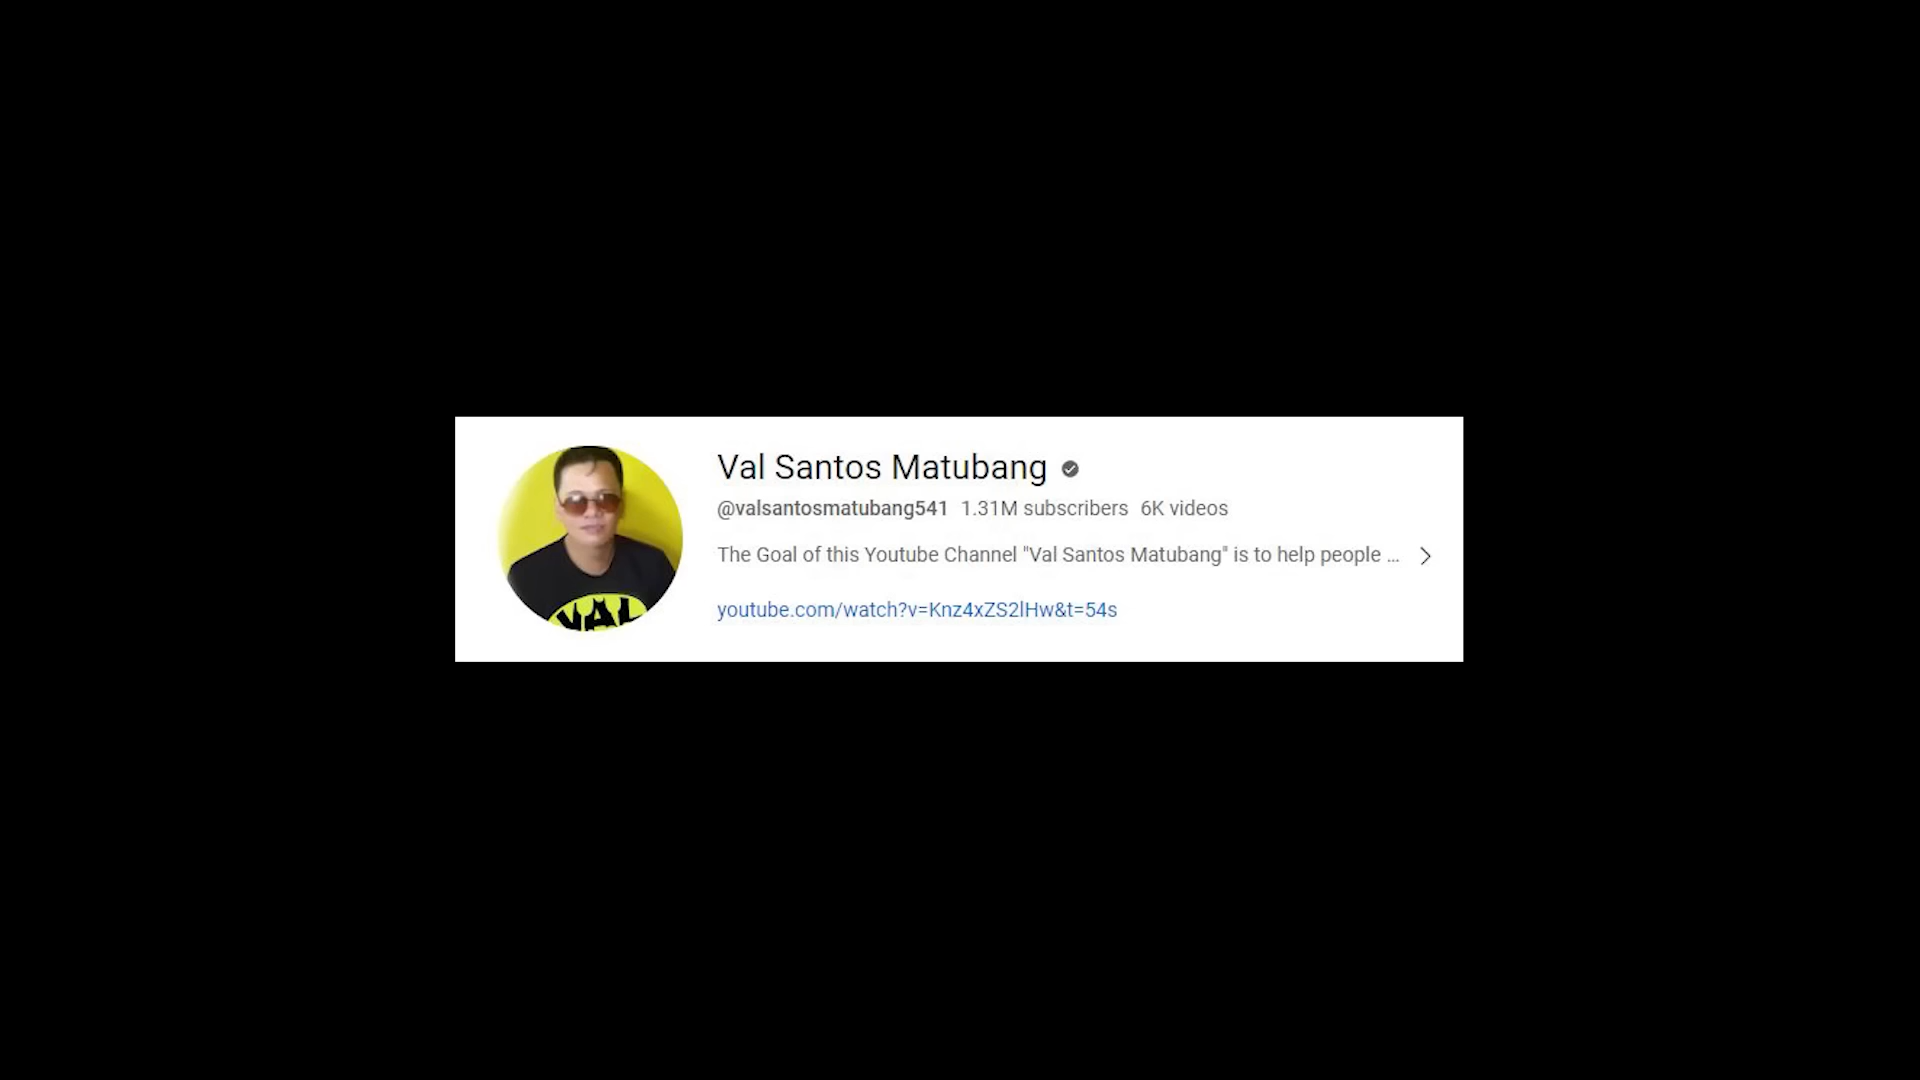 Val Santos Matubang
@valsantosmatubang541 1.31M subscribers 6K videos
The Goal of this Youtube Channel "Val Santos Matubang" is to help people ...
youtube.com/watch?v=Knz4xZS2lHw&t=54s
VAL